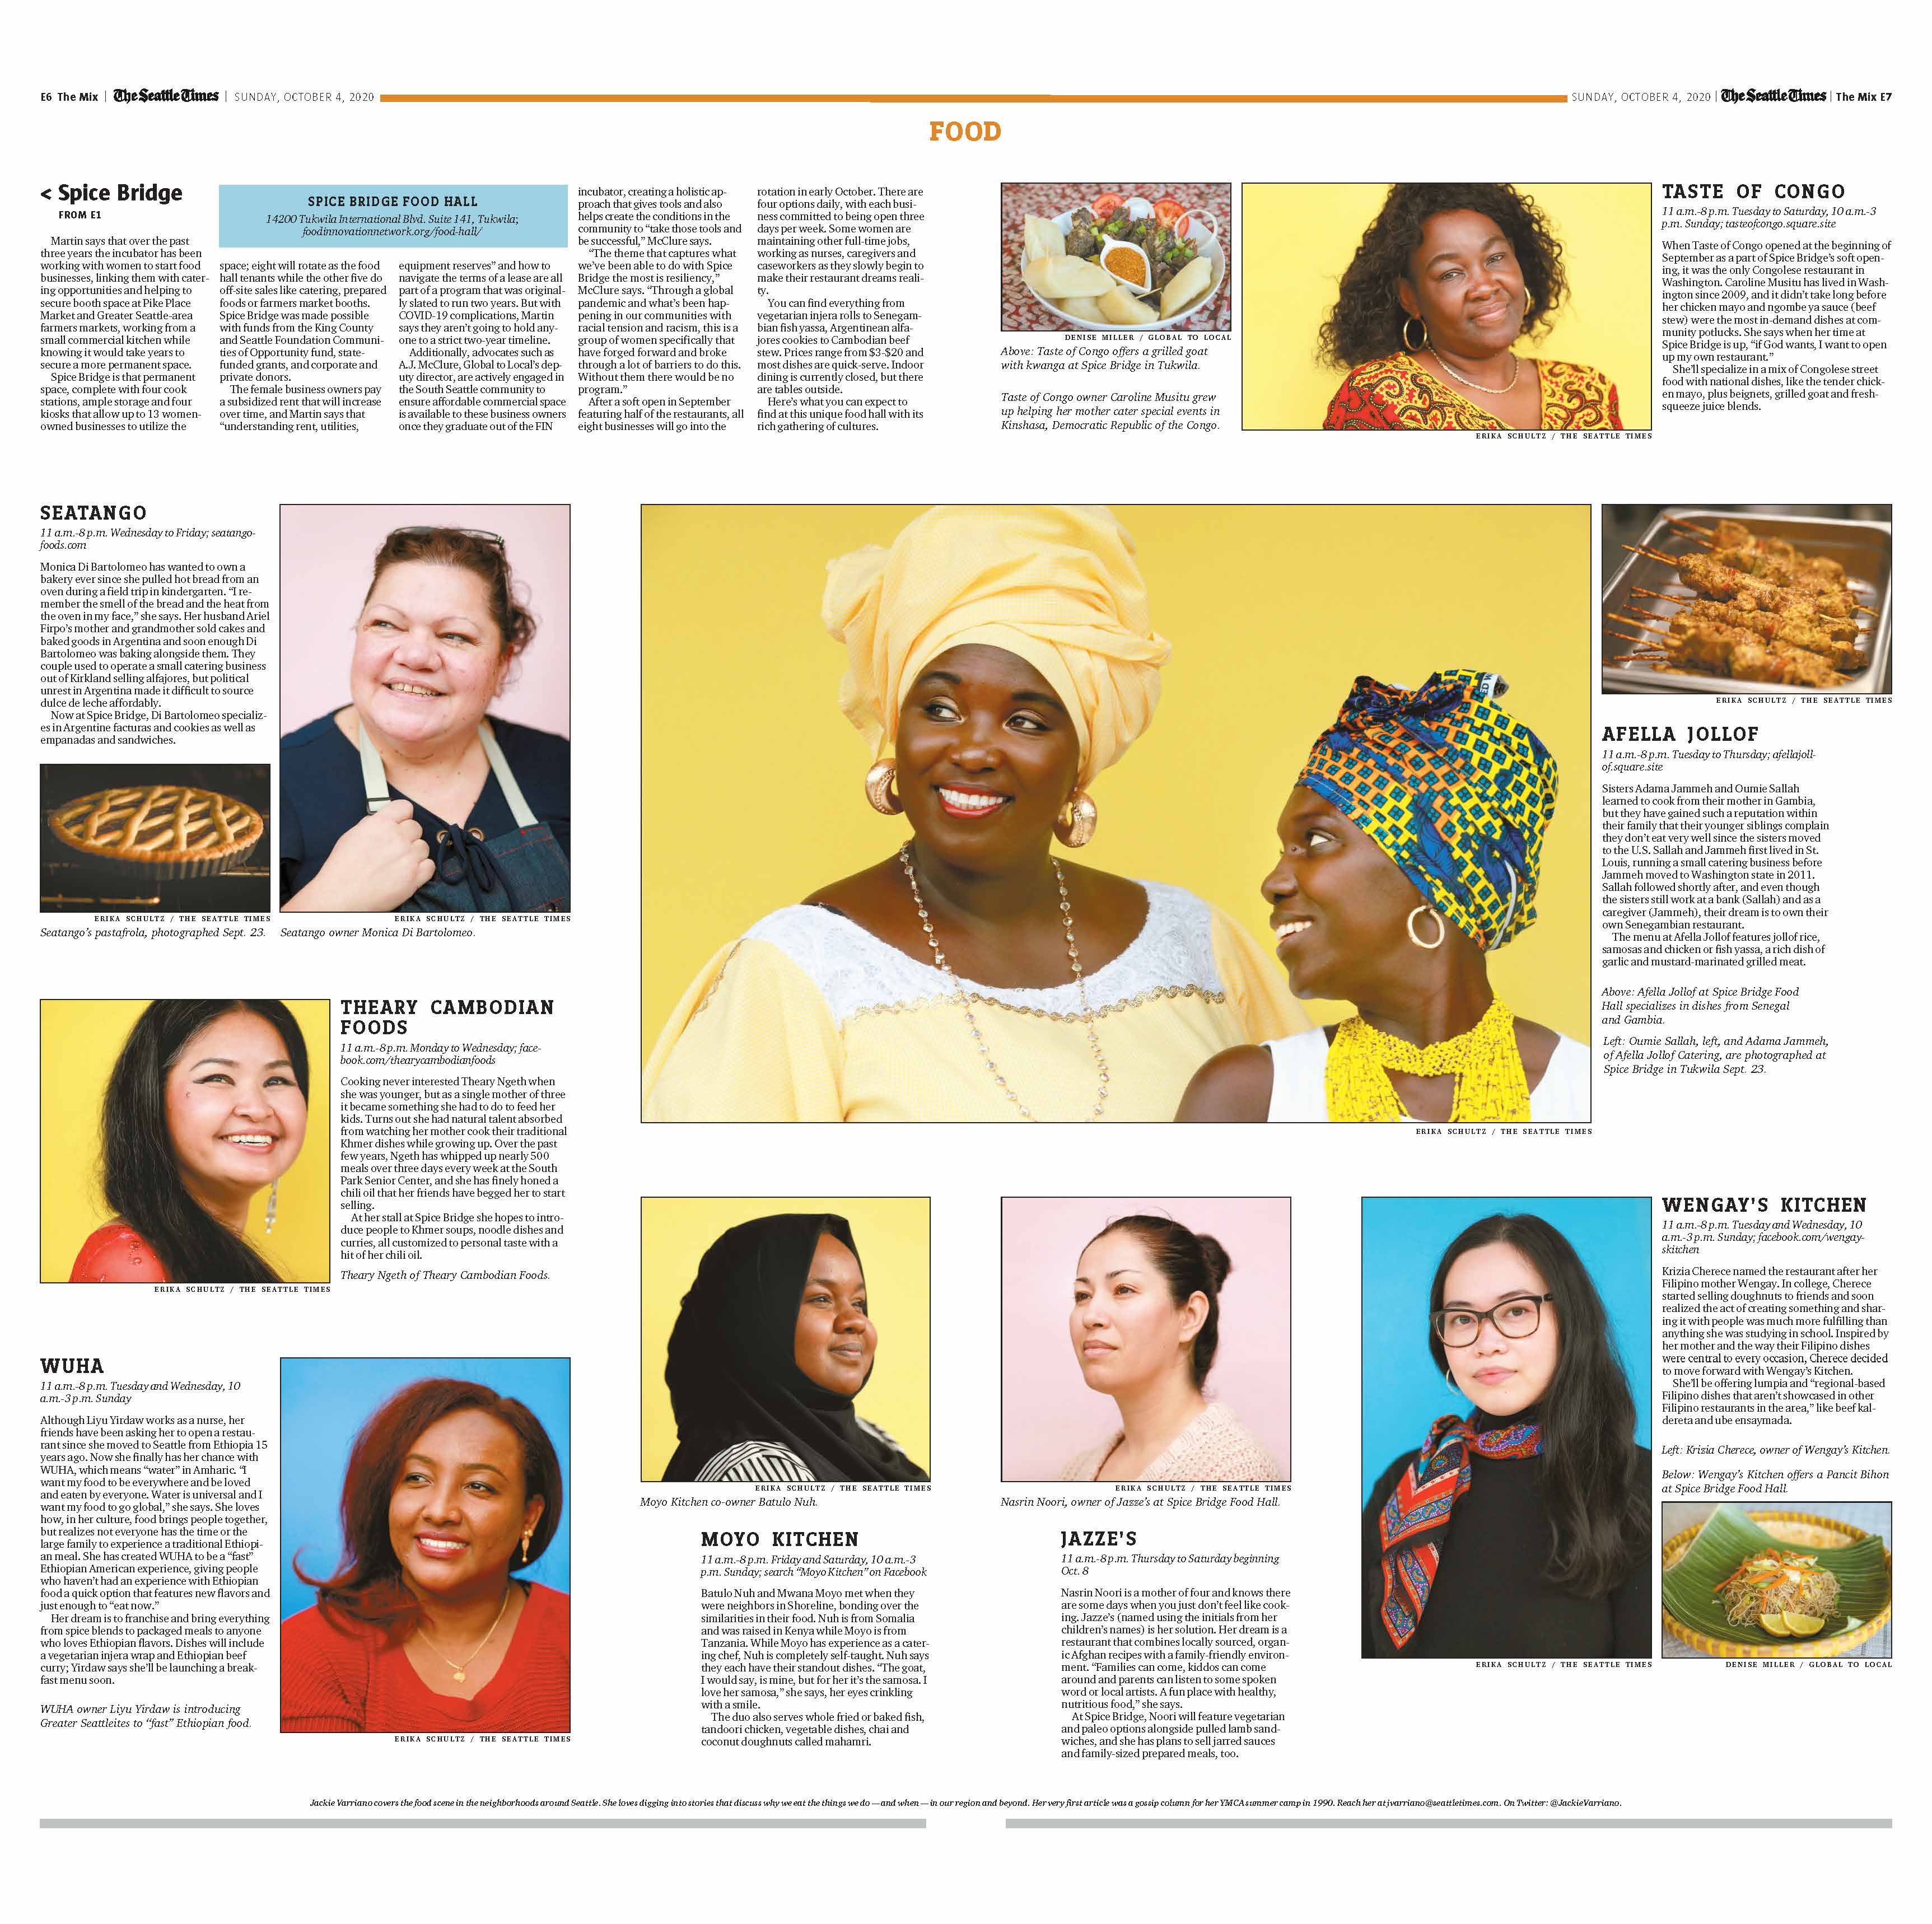 E6 The Mix | The Seattle Times | SUNDAY, OCTOBER 4, 2020
SUNDAY, OCTOBER 4, 2020 | The Seattle Times | The Mix E7
FOOD
< Spice Bridge
FROM E1
Martin says that over the past
three years the incubator has been
working with women to start food
businesses, linking them with cater-
ing opportunities and helping to
secure booth space at Pike Place
Market and Greater Seattle-area
farmers markets, working from a
small commercial kitchen while
knowing it would take years to
secure a more permanent space.
Spice Bridge is that permanent
space, complete with four cook
stations, ample storage and four
kiosks that allow up to 13 women-
owned businesses to utilize the
SPICE BRIDGE FOOD HALL
14200 Tukwila International Blvd. Suite 141, Tukwila;
foodinnovationnetwork.org/food-hall/
space; eight will rotate as the food
hall tenants while the other five do
off-site sales like catering, prepared
foods or farmers market booths.
Spice Bridge was made possible
with funds from the King County
and Seattle Foundation Communi-
ties of Opportunity fund, state-
funded grants, and corporate and
private donors.
The female business owners pay
a subsidized rent that will increase
over time, and Martin says that
“understanding rent, utilities,
equipment reserves” and how to
navigate the terms of a lease are all
part of a program that was original-
ly slated to run two years. But with
COVID-19 complications, Martin
says they aren’t going to hold any-
one to a strict two-year timeline.
Additionally, advocates such as
A.J. McClure, Global to Local’s dep-
uty director, are actively engaged in
the South Seattle community to
ensure affordable commercial space
is available to these business owners
once they graduate out of the FIN
incubator, creating a holistic ap-
proach that gives tools and also
helps create the conditions in the
community to “take those tools and
be successful,” McClure says.
“The theme that captures what
we’ve been able to do with Spice
Bridge the most is resiliency,”
McClure says. “Through a global
pandemic and what’s been hap-
pening in our communities with
racial tension and racism, this is a
group of women specifically that
have forged forward and broke
through a lot of barriers to do this.
Without them there would be no
program.”
After a soft open in September
featuring half of the restaurants, all
eight businesses will go into the
rotation in early October. There are
four options daily, with each busi-
ness committed to being open three
days per week. Some women are
maintaining other full-time jobs,
working as nurses, caregivers and
caseworkers as they slowly begin to
make their restaurant dreams reali-
ty.
You can find everything from
vegetarian injera rolls to Senegam-
bian fish yassa, Argentinean alfa-
jores cookies to Cambodian beef
stew. Prices range from $3-$20 and
most dishes are quick-serve. Indoor
dining is currently closed, but there
are tables outside.
Here’s what you can expect to
find at this unique food hall with its
rich gathering of cultures.
DENISE MILLER / GLOBAL TO LOCAL
Above: Taste of Congo offers a grilled goat
with kwanga at Spice Bridge in Tukwila.
Taste of Congo owner Caroline Musitu grew
up helping her mother cater special events in
Kinshasa, Democratic Republic of the Congo.
ERIKA SCHULTZ / THE SEATTLE TIMES
TASTE OF CONGO
11 a.m.-8 p.m. Tuesday to Saturday, 10 a.m.-3
p.m. Sunday; tasteofcongo.square.site
When Taste of Congo opened at the beginning of
September as a part of Spice Bridge’s soft open-
ing, it was the only Congolese restaurant in
Washington. Caroline Musitu has lived in Wash-
ington since 2009, and it didn’t take long before
her chicken mayo and ngombe ya sauce (beef
stew) were the most in-demand dishes at com-
munity potlucks. She says when her time at
Spice Bridge is up, “if God wants, I want to open
up my own restaurant.”
She’ll specialize in a mix of Congolese street
food with national dishes, like the tender chick-
en mayo, plus beignets, grilled goat and fresh-
squeeze juice blends.
SEATANGO
11 a.m.-8 p.m. Wednesday to Friday; seatango-
foods.com
Monica Di Bartolomeo has wanted to own a
bakery ever since she pulled hot bread from an
oven during a field trip in kindergarten. “I re-
member the smell of the bread and the heat from
the oven in my face,” she says. Her husband Ariel
Firpo’s mother and grandmother sold cakes and
baked goods in Argentina and soon enough Di
Bartolomeo was baking alongside them. They
couple used to operate a small catering business
out of Kirkland selling alfajores, but political
unrest in Argentina made it difficult to source
dulce de leche affordably.
Now at Spice Bridge, Di Bartolomeo specializ-
es in Argentine facturas and cookies as well as
empanadas and sandwiches.
ERIKA SCHULTZ / THE SEATTLE TIMES
Seatango’s pastafrola, photographed Sept. 23.
ERIKA SCHULTZ / THE SEATTLE TIMES
Seatango owner Monica Di Bartolomeo.
ERIKA SCHULTZ / THE SEATTLE TIMES
ERIKA SCHULTZ / THE SEATTLE TIMES
AFELLA JOLLOF
11 a.m.-8 p.m. Tuesday to Thursday; afellajoll-
of.square.site
Sisters Adama Jammeh and Oumie Sallah
learned to cook from their mother in Gambia,
but they have gained such a reputation within
their family that their younger siblings complain
they don’t eat very well since the sisters moved
to the U.S. Sallah and Jammeh first lived in St.
Louis, running a small catering business before
Jammeh moved to Washington state in 2011.
Sallah followed shortly after, and even though
the sisters still work at a bank (Sallah) and as a
caregiver (Jammeh), their dream is to own their
own Senegambian restaurant.
The menu at Afella Jollof features jollof rice,
samosas and chicken or fish yassa, a rich dish of
garlic and mustard-marinated grilled meat.
Above: Afella Jollof at Spice Bridge Food
Hall specializes in dishes from Senegal
and Gambia.
Left: Oumie Sallah, left, and Adama Jammeh,
of Afella Jollof Catering, are photographed at
Spice Bridge in Tukwila Sept. 23.
THEARY CAMBODIAN
FOODS
11 a.m.-8 p.m. Monday to Wednesday; face-
book.com/thearycambodianfoods
Cooking never interested Theary Ngeth when
she was younger, but as a single mother of three
it became something she had to do to feed her
kids. Turns out she had natural talent absorbed
from watching her mother cook their traditional
Khmer dishes while growing up. Over the past
few years, Ngeth has whipped up nearly 500
meals over three days every week at the South
Park Senior Center, and she has finely honed a
chili oil that her friends have begged her to start
selling.
At her stall at Spice Bridge she hopes to intro-
duce people to Khmer soups, noodle dishes and
curries, all customized to personal taste with a
hit of her chili oil.
Theary Ngeth of Theary Cambodian Foods.
ERIKA SCHULTZ / THE SEATTLE TIMES
WUHA
11 a.m.-8 p.m. Tuesday and Wednesday, 10
a.m.-3 p.m. Sunday
Although Liyu Yirdaw works as a nurse, her
friends have been asking her to open a restau-
rant since she moved to Seattle from Ethiopia 15
years ago. Now she finally has her chance with
WUHA, which means “water” in Amharic. “I
want my food to be everywhere and be loved
and eaten by everyone. Water is universal and I
want my food to go global,” she says. She loves
how, in her culture, food brings people together,
but realizes not everyone has the time or the
large family to experience a traditional Ethiopi-
an meal. She has created WUHA to be a “fast”
Ethiopian American experience, giving people
who haven’t had an experience with Ethiopian
food a quick option that features new flavors and
just enough to “eat now.”
Her dream is to franchise and bring everything
from spice blends to packaged meals to anyone
who loves Ethiopian flavors. Dishes will include
a vegetarian injera wrap and Ethiopian beef
curry; Yirdaw says she’ll be launching a break-
fast menu soon.
WUHA owner Liyu Yirdaw is introducing
Greater Seattleites to “fast” Ethiopian food.
ERIKA SCHULTZ / THE SEATTLE TIMES
ERIKA SCHULTZ / THE SEATTLE TIMES
Moyo Kitchen co-owner Batulo Nuh.
MOYO KITCHEN
11 a.m.-8 p.m. Friday and Saturday, 10 a.m.-3
p.m. Sunday; search “Moyo Kitchen” on Facebook
Batulo Nuh and Mwana Moyo met when they
were neighbors in Shoreline, bonding over the
similarities in their food. Nuh is from Somalia
and was raised in Kenya while Moyo is from
Tanzania. While Moyo has experience as a cater-
ing chef, Nuh is completely self-taught. Nuh says
they each have their standout dishes. “The goat,
I would say, is mine, but for her it’s the samosa. I
love her samosa,” she says, her eyes crinkling
with a smile.
The duo also serves whole fried or baked fish,
tandoori chicken, vegetable dishes, chai and
coconut doughnuts called mahamri.
ERIKA SCHULTZ / THE SEATTLE TIMES
Nasrin Noori, owner of Jazze’s at Spice Bridge Food Hall.
JAZZE’S
11 a.m.-8 p.m. Thursday to Saturday beginning
Oct. 8
Nasrin Noori is a mother of four and knows there
are some days when you just don’t feel like cook-
ing. Jazze’s (named using the initials from her
children’s names) is her solution. Her dream is a
restaurant that combines locally sourced, organ-
ic Afghan recipes with a family-friendly environ-
ment. “Families can come, kiddos can come
around and parents can listen to some spoken
word or local artists. A fun place with healthy,
nutritious food,” she says.
At Spice Bridge, Noori will feature vegetarian
and paleo options alongside pulled lamb sand-
wiches, and she has plans to sell jarred sauces
and family-sized prepared meals, too.
ERIKA SCHULTZ / THE SEATTLE TIMES
WENGAY’S KITCHEN
11 a.m.-8 p.m. Tuesday and Wednesday, 10
a.m.-3 p.m. Sunday; facebook.com/wengay-
skitchen
Krizia Cherece named the restaurant after her
Filipino mother Wengay. In college, Cherece
started selling doughnuts to friends and soon
realized the act of creating something and shar-
ing it with people was much more fulfilling than
anything she was studying in school. Inspired by
her mother and the way their Filipino dishes
were central to every occasion, Cherece decided
to move forward with Wengay’s Kitchen.
She’ll be offering lumpia and “regional-based
Filipino dishes that aren’t showcased in other
Filipino restaurants in the area,” like beef kal-
dereta and ube ensaymada.
Left: Krizia Cherece, owner of Wengay’s Kitchen.
Below: Wengay’s Kitchen offers a Pancit Bihon
at Spice Bridge Food Hall.
DENISE MILLER / GLOBAL TO LOCAL
Jackie Varriano covers the food scene in the neighborhoods around Seattle. She loves digging into stories that discuss why we eat the things we do — and when — in our region and beyond. Her very first article was a gossip column for her YMCA summer camp in 1990. Reach her at jvarriano@seattletimes.com. On Twitter: @JackieVarriano.